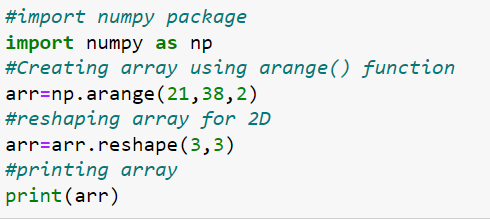 #import numpy package
import numpy as np
#Creating array using arange() function
arr=np.arange(21,38,2)
#reshaping array for 2D
arr=arr.reshape(3,3)
#printing array
print(arr)